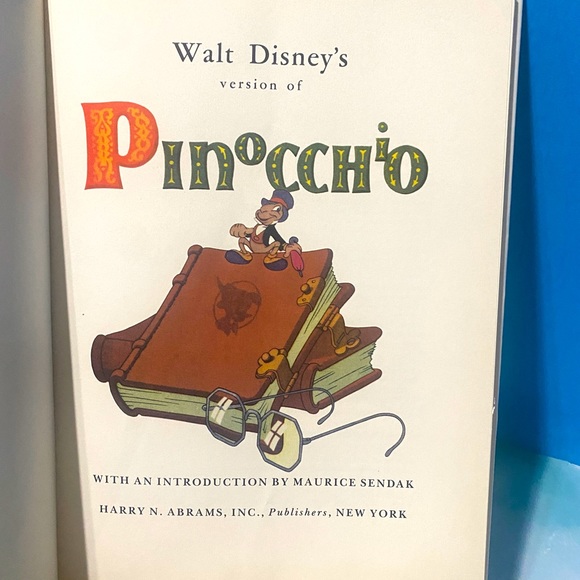 Walt Disney's
version of
PINOCCHIO
WITH AN INTRODUCTION BY MAURICE SENDAK
HARRY N. ABRAMS, INC., Publishers, NEW YORK